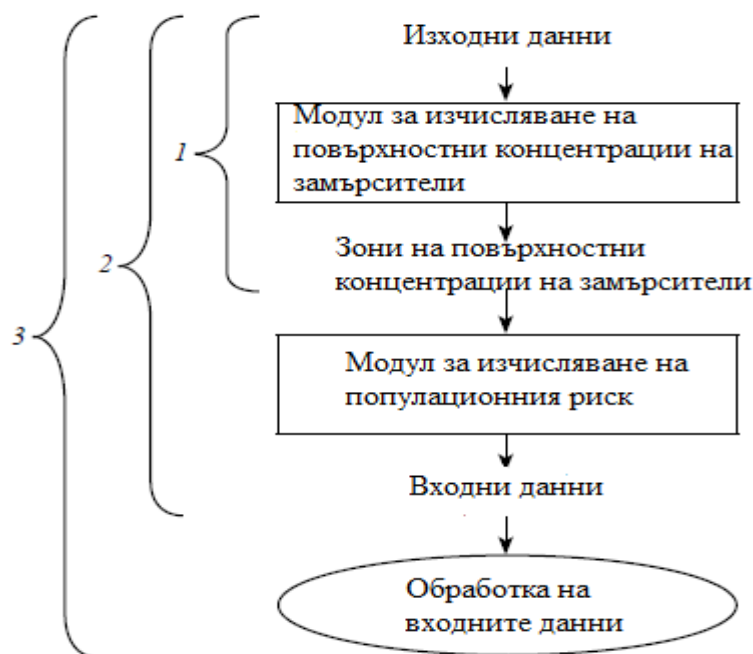 Изходни данни
Модул за изчисляване на
повърхностни концентрации на
замърсители
1
Зони на повърхностни
концентрации на замърсители
2
3
Модул за изчисляване на
популационния риск
Входни данни
Обработка на
входните данни